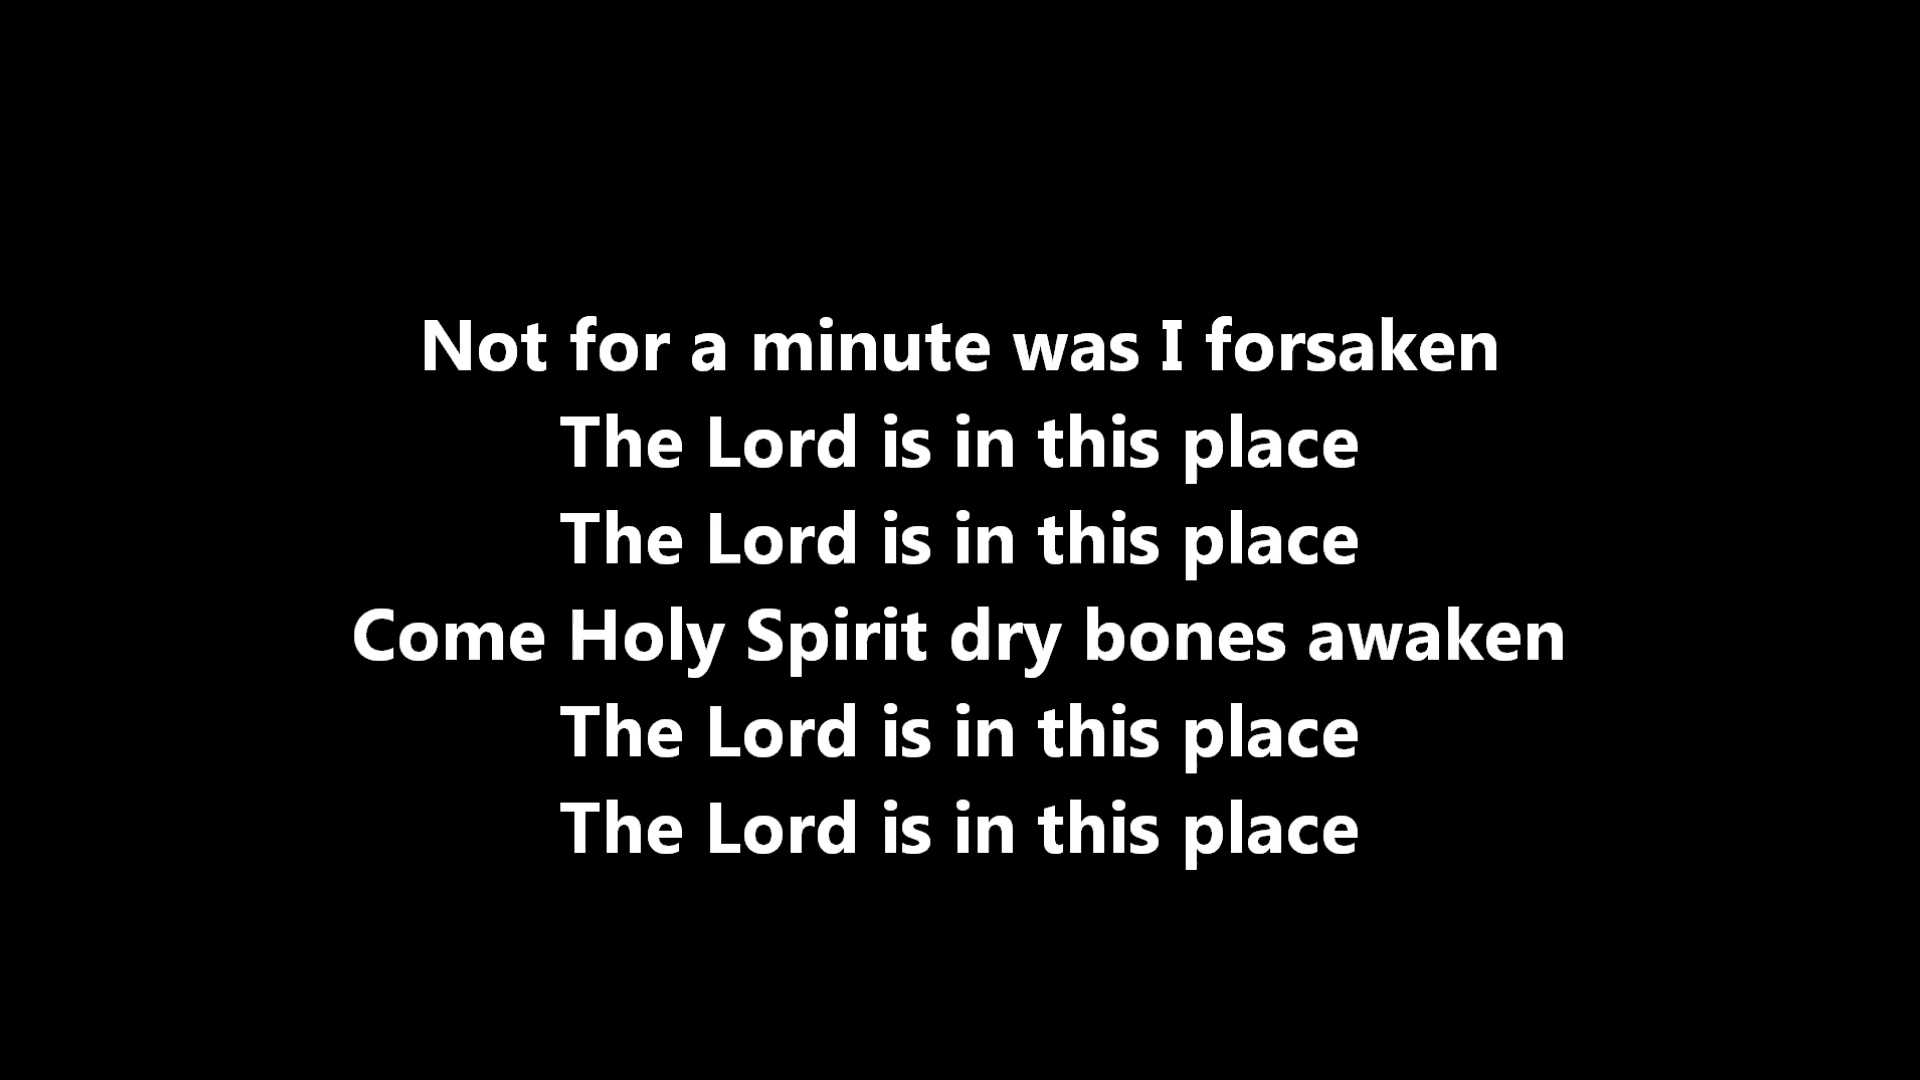 Not for a minute was I forsaken
The Lord is in this place
The Lord is in this place
Come Holy Spirit dry bones awaken
The Lord is in this place
The Lord is in this place